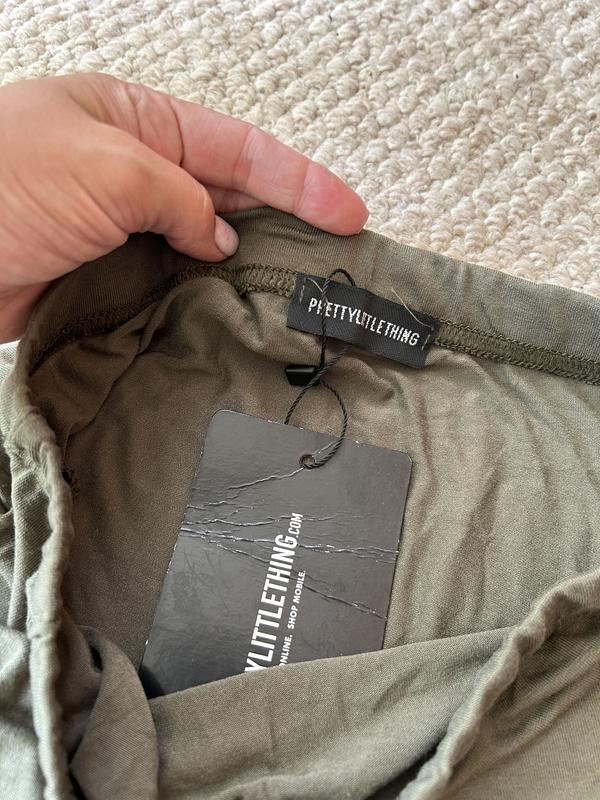 PRETTYLITTLETHING
YLITTLETHING.COM
ONLINE. SHOP MOBILE.